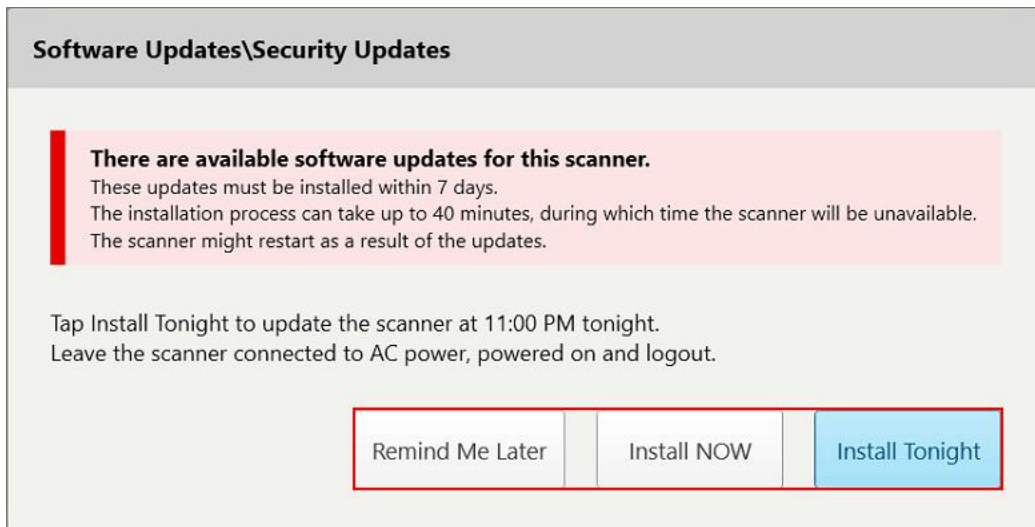 Software Updates\Security Updates
There are available software updates for this scanner.
These updates must be installed within 7 days.
The installation process can take up to 40 minutes, during which time the scanner will be unavailable.
The scanner might restart as a result of the updates.
Tap Install Tonight to update the scanner at 11:00 PM tonight.
Leave the scanner connected to AC power, powered on and logout.
Remind Me Later
Install NOW
Install Tonight